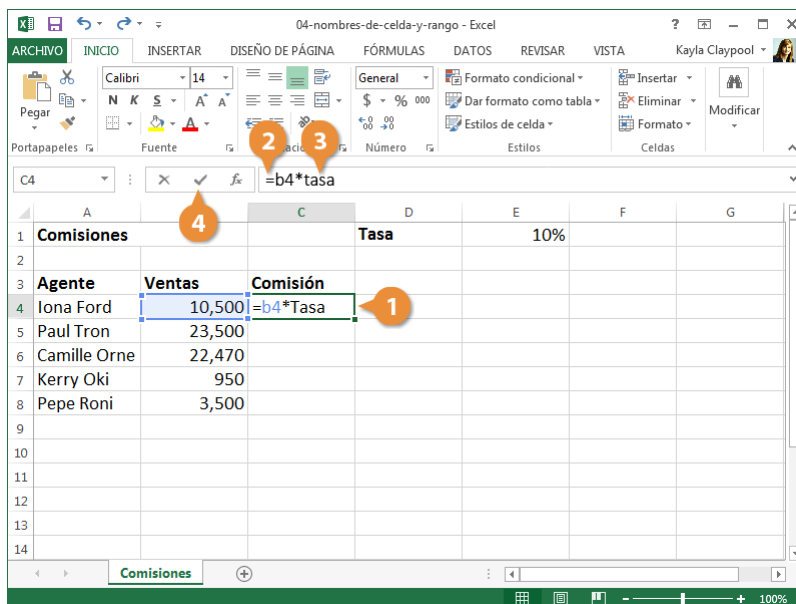 04-nombres-de-celda-y-rango - Excel
?
ARCHIVO INICIO INSERTAR DISEÑO DE PÁGINA FÓRMULAS DATOS REVISAR VISTA Kayla Claypool
Pegar
Calibri 14
N K S A A
A
General
$ % 000
Formato condicional
Dar formato como tabla
Estilos de celda
Insertar
Eliminar
Formato
Modificar
Portapapeles Fuente Número Estilos Celdas
2 3
C4 fx =b4*tasa
4
A C D E F G
1 Comisiones Tasa 10%
2
3 Agente Ventas Comisión
4 Iona Ford 10,500 =b4*Tasa 1
5 Paul Tron 23,500
6 Camille Orne 22,470
7 Kerry Oki 950
8 Pepe Roni 3,500
9
10
11
12
13
14
Comisiones
100%